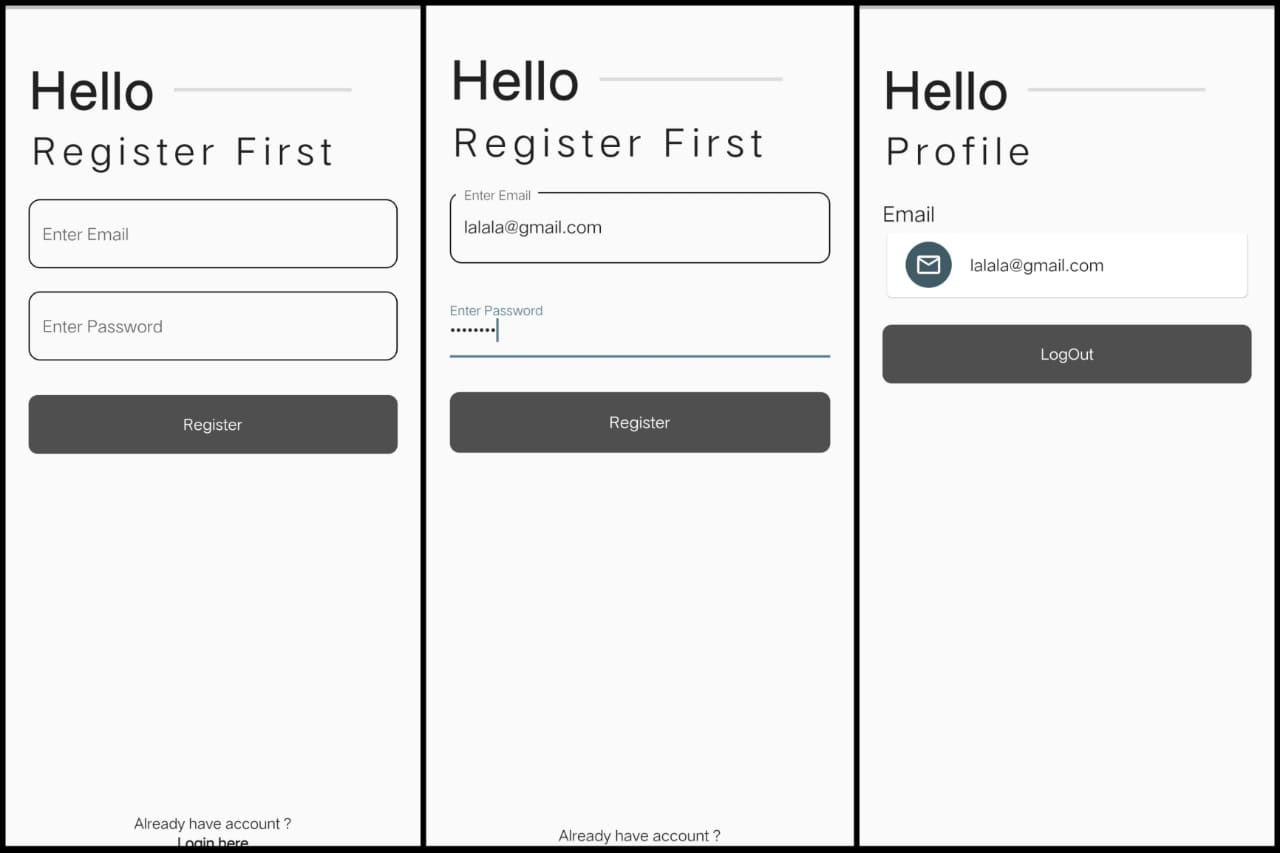 Hello
Register First
Enter Email
Enter Password
Register
Already have account ?
Login here
Hello
Register First
Enter Email
lalala@gmail.com
Enter Password
••••••••
Register
Already have account ?
Hello
Profile
Email
lalala@gmail.com
LogOut